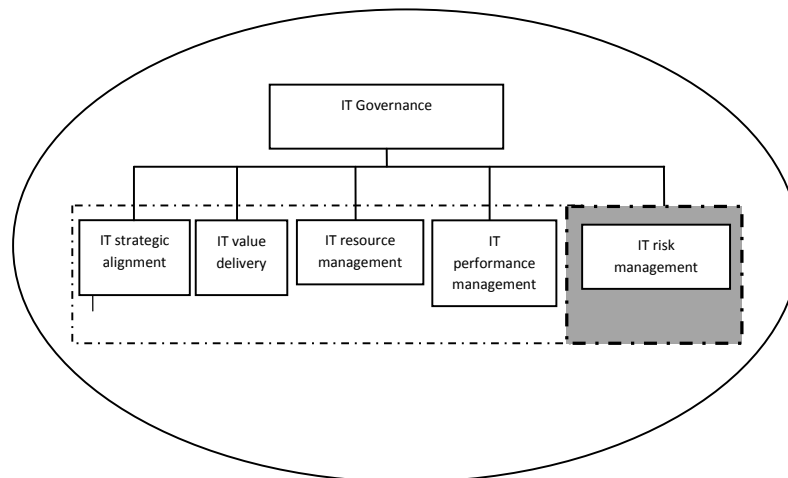 IT Governance
IT strategic
alignment
IT value
delivery
IT resource
management
IT
performance
management
IT risk
management